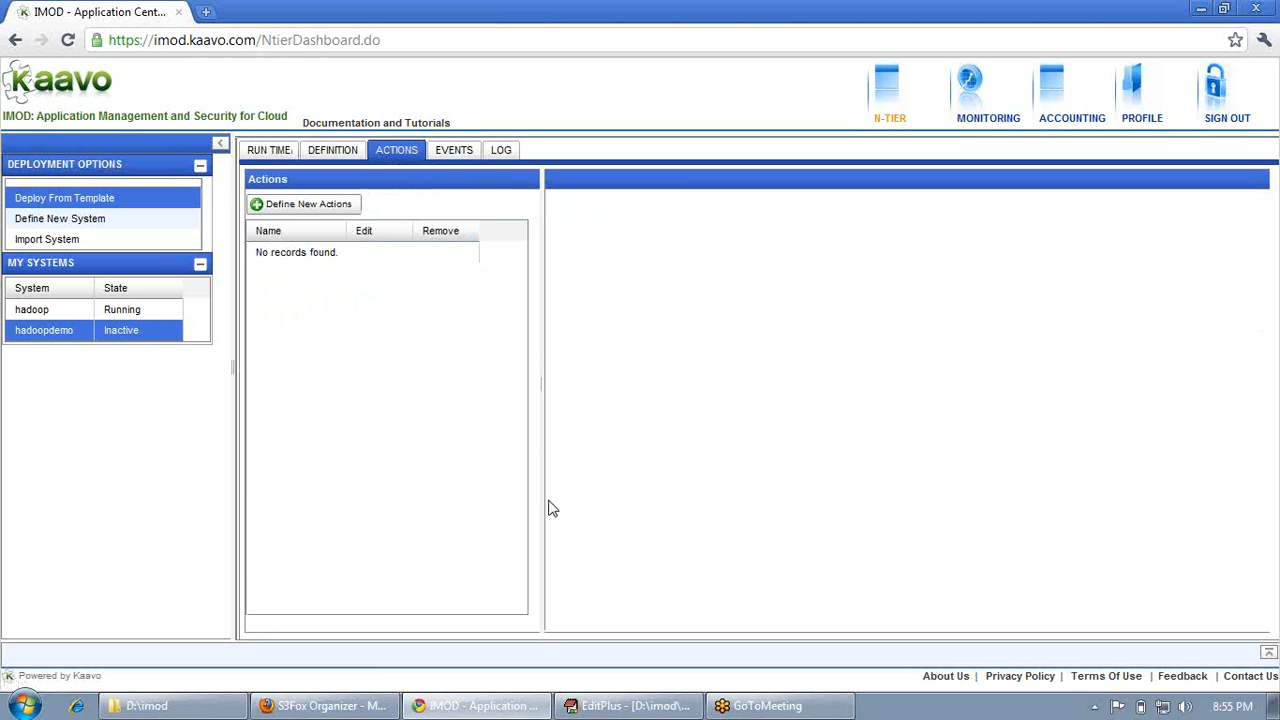 IMOD - Application Cent...
https://imod.kaavo.com/NtierDashboard.do
kaavo
IMOD: Application Management and Security for Cloud
Documentation and Tutorials
N-TIER
MONITORING
ACCOUNTING
PROFILE
SIGN OUT
DEPLOYMENT OPTIONS
Deploy From Template
Define New System
Import System
MY SYSTEMS
System State
hadoop Running
hadoopdemo Inactive
RUN TIME: DEFINITION ACTIONS EVENTS LOG
Actions
Define New Actions
Name Edit Remove
No records found.
Powered by Kaavo
About Us | Privacy Policy | Terms Of Use | Feedback | Contact Us
D:\imod
S3Fox Organizer - M...
IMOD - Application ...
EditPlus - [D:\imod\...
GoToMeeting
8:55 PM